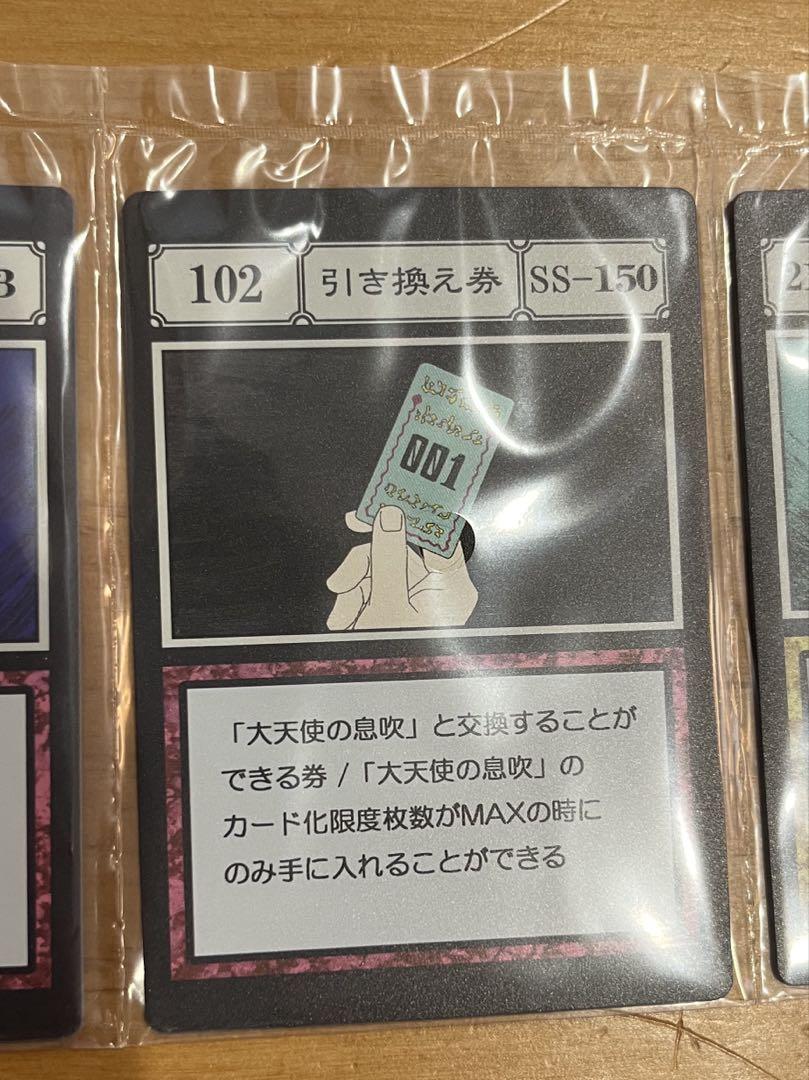 102 引き換え券 SS-150
001
「大天使の息吹」と交換することが
できる券 /「大天使の息吹」の
カード化限度枚数がMAXの時に
のみ手に入れることができる